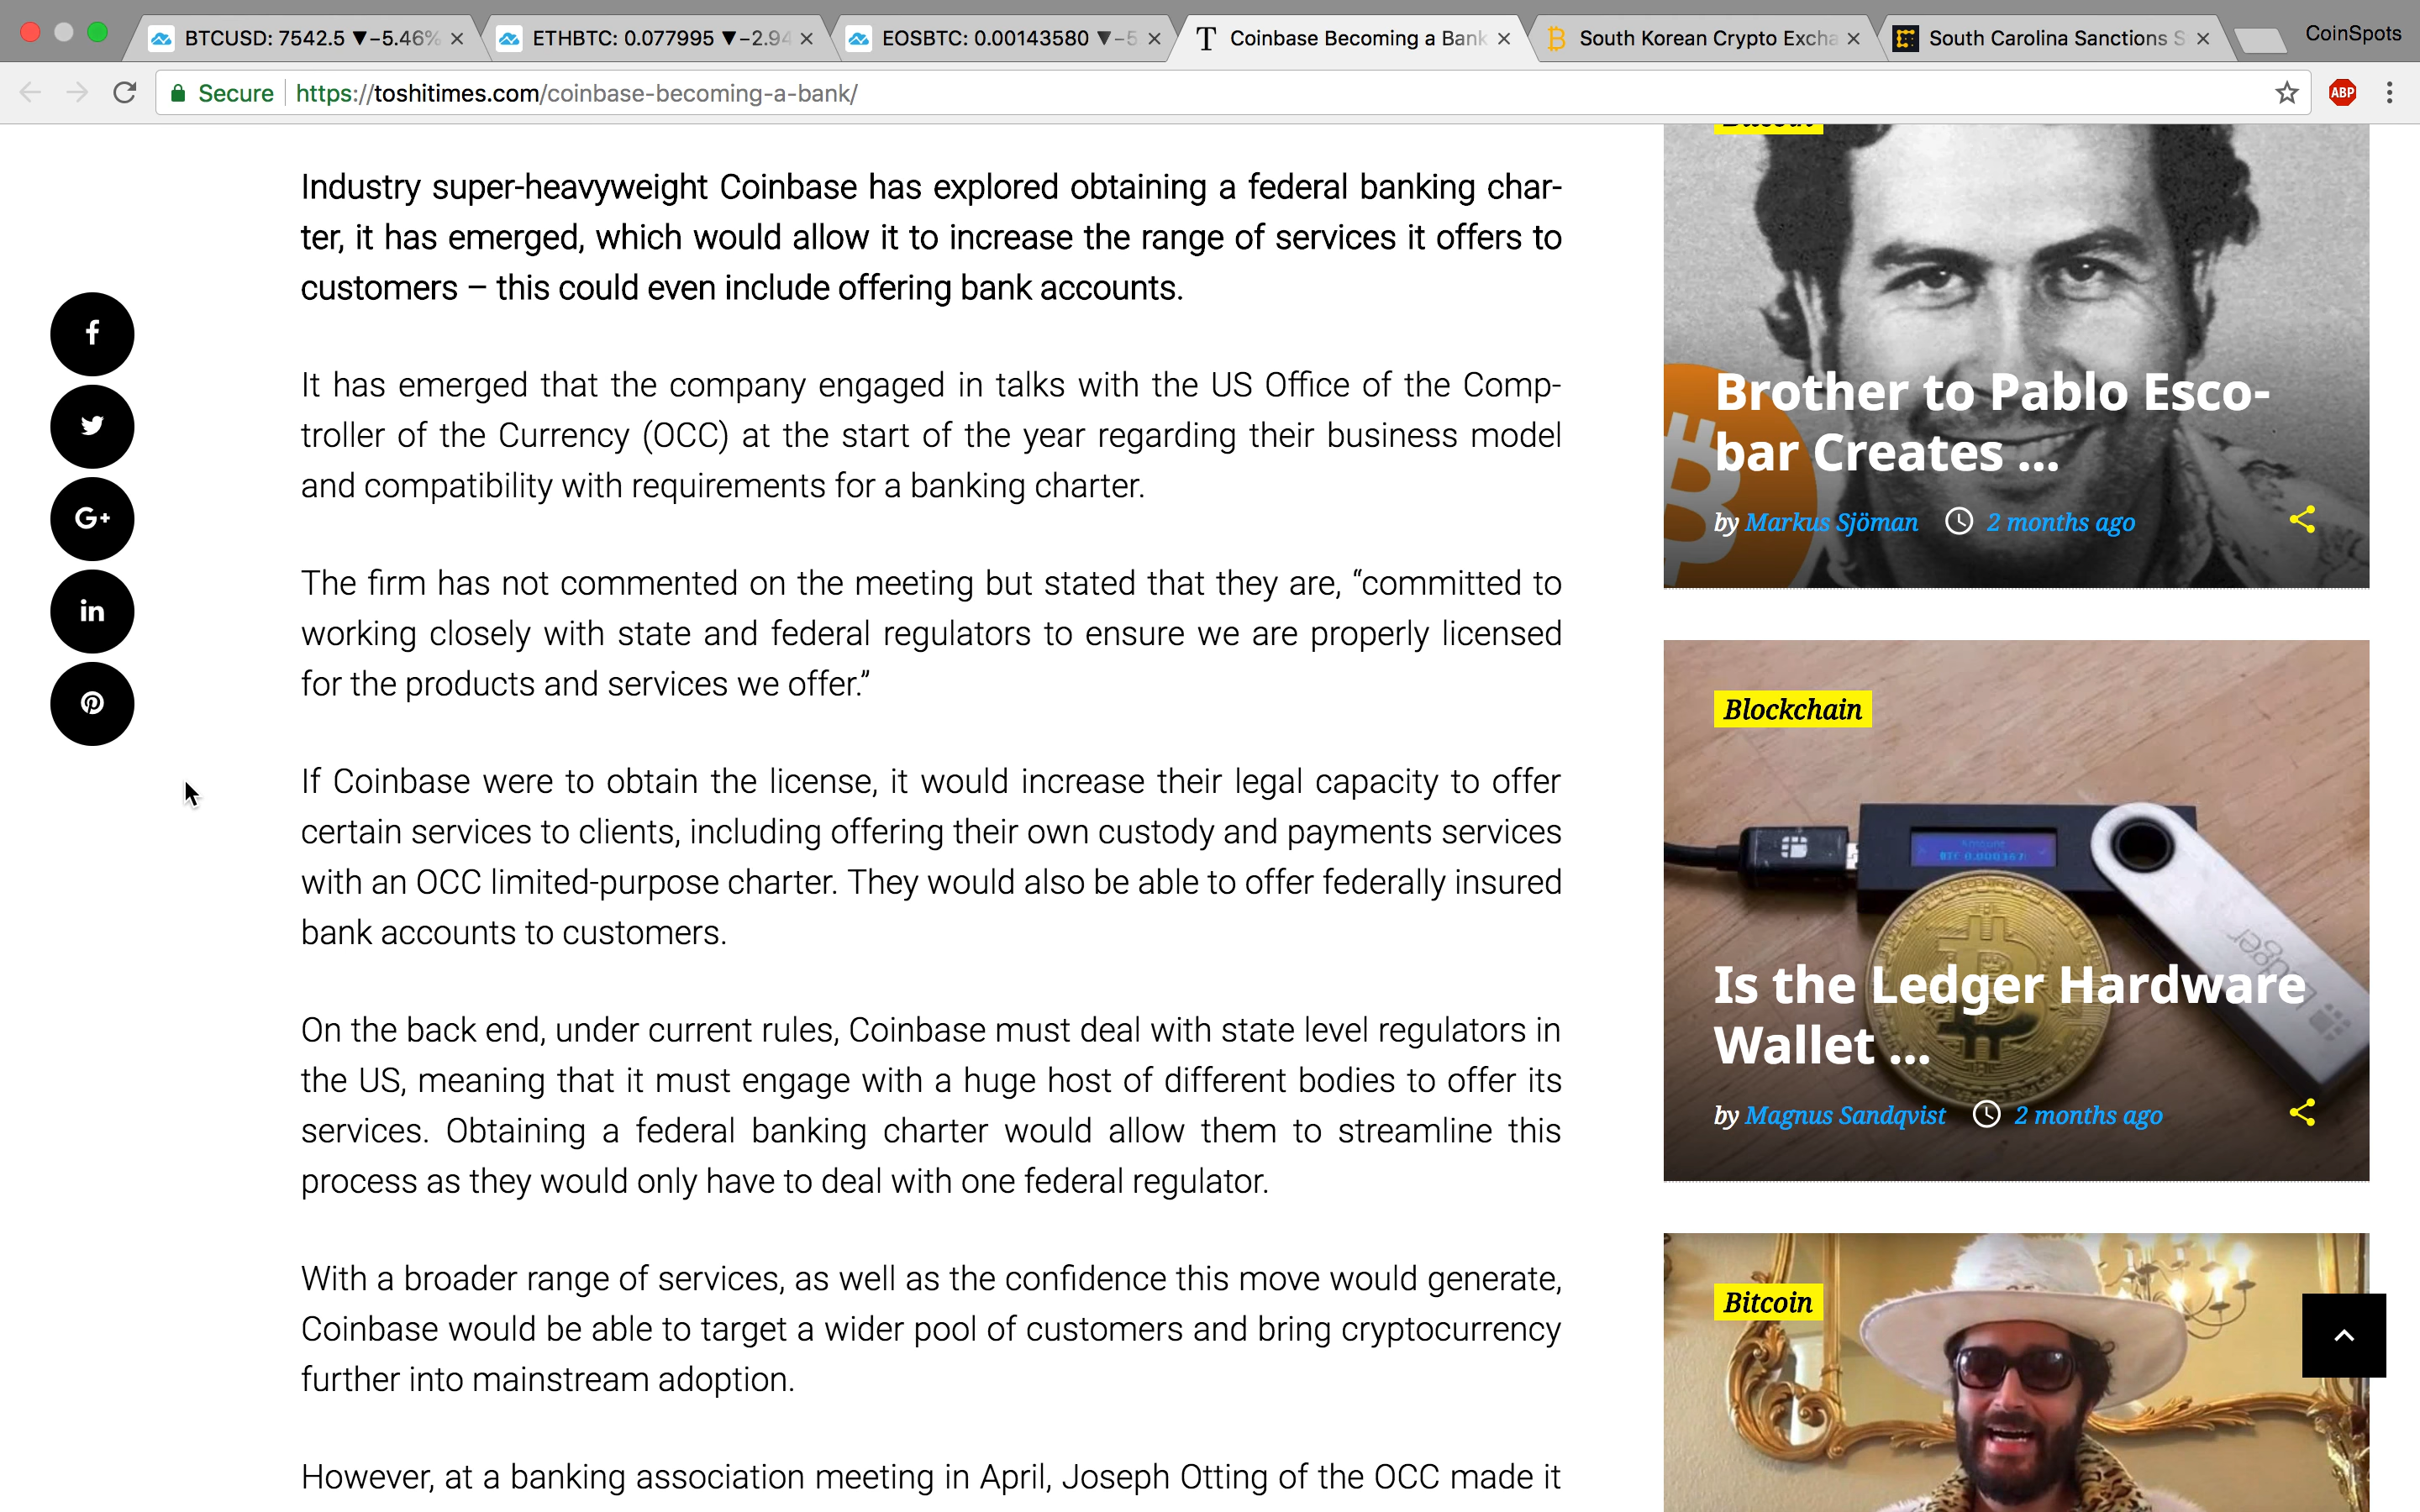 BTCUSD: 7542.5 ▼−5.46%
ETHBTC: 0.077995 ▼−2.94
EOSBTC: 0.00143580 ▼−5
T Coinbase Becoming a Bank
South Korean Crypto Excha
South Carolina Sanctions S
CoinSpots
Secure
https://toshitimes.com/coinbase-becoming-a-bank/
ABP
Industry super-heavyweight Coinbase has explored obtaining a federal banking char-
ter, it has emerged, which would allow it to increase the range of services it offers to
customers – this could even include offering bank accounts.
It has emerged that the company engaged in talks with the US Office of the Comp-
troller of the Currency (OCC) at the start of the year regarding their business model
and compatibility with requirements for a banking charter.
The firm has not commented on the meeting but stated that they are, “committed to
working closely with state and federal regulators to ensure we are properly licensed
for the products and services we offer.”
If Coinbase were to obtain the license, it would increase their legal capacity to offer
certain services to clients, including offering their own custody and payments services
with an OCC limited-purpose charter. They would also be able to offer federally insured
bank accounts to customers.
On the back end, under current rules, Coinbase must deal with state level regulators in
the US, meaning that it must engage with a huge host of different bodies to offer its
services. Obtaining a federal banking charter would allow them to streamline this
process as they would only have to deal with one federal regulator.
With a broader range of services, as well as the confidence this move would generate,
Coinbase would be able to target a wider pool of customers and bring cryptocurrency
further into mainstream adoption.
However, at a banking association meeting in April, Joseph Otting of the OCC made it
Bitcoin
Brother to Pablo Esco-
bar Creates ...
by Markus Sjöman 2 months ago
Blockchain
Ledger
Is the Ledger Hardware
Wallet ...
by Magnus Sandqvist 2 months ago
Bitcoin